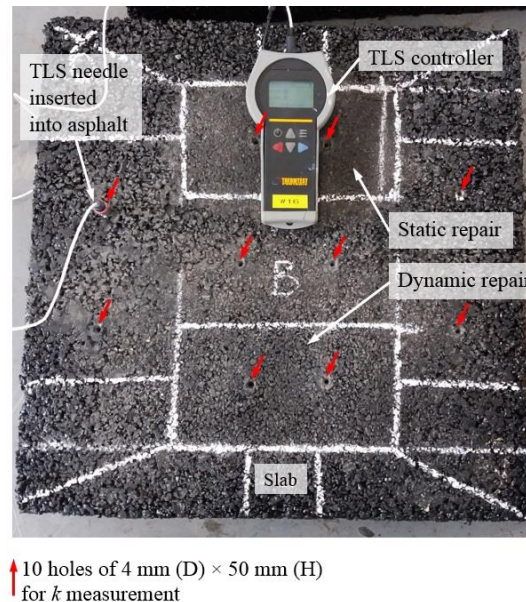 TLS needle
inserted
into asphalt
TLS controller
Static repair
Dynamic repair
B
#16
Slab
10 holes of 4 mm (D) × 50 mm (H)
for k measurement